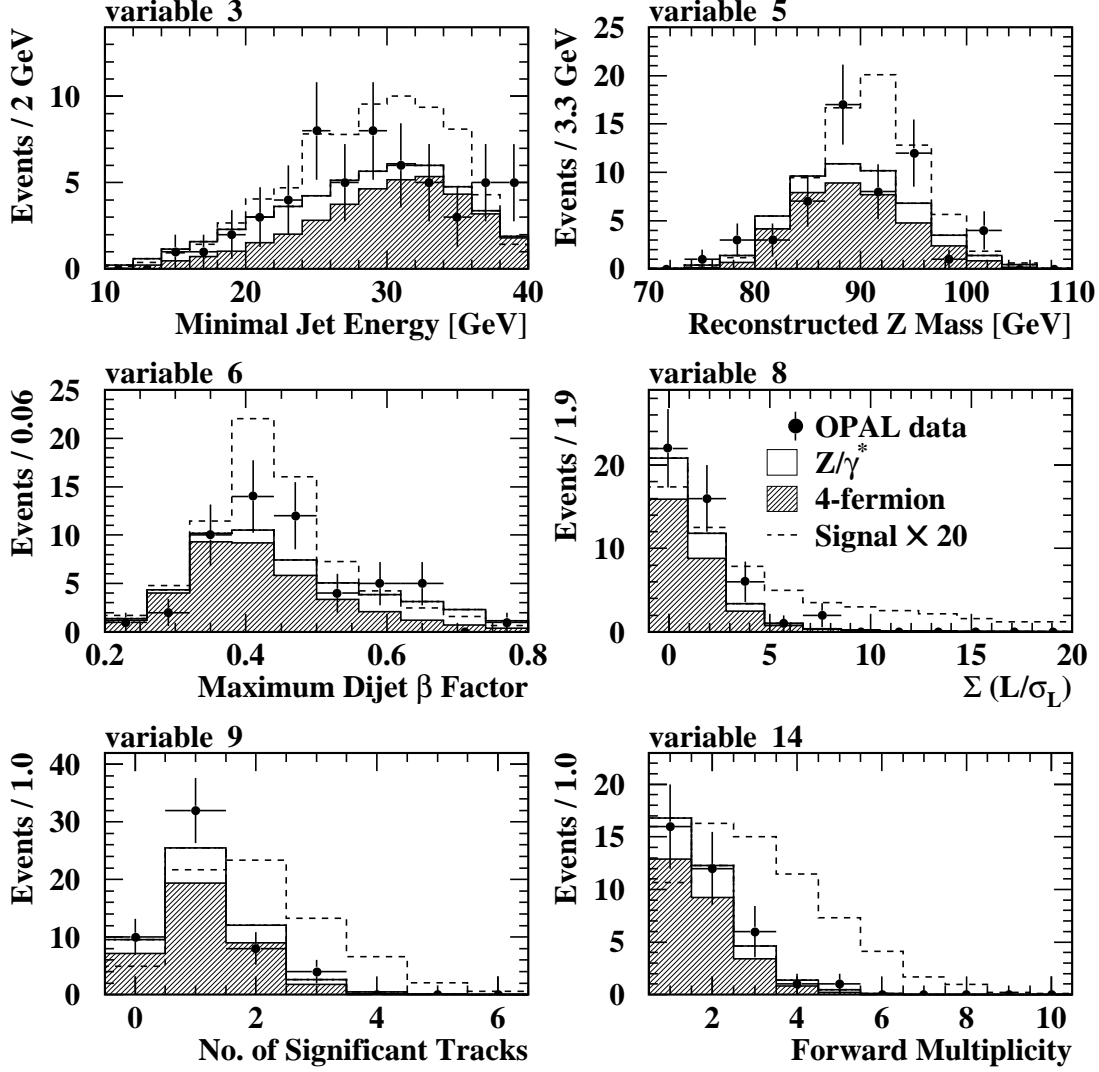 variable 3
Events / 2 GeV
10
5
0
10 20 30 40
Minimal Jet Energy [GeV]
variable 5
Events / 3.3 GeV
25
20
15
10
5
0
70 80 90 100 110
Reconstructed Z Mass [GeV]
variable 6
Events / 0.06
25
20
15
10
5
0
0.2 0.4 0.6 0.8
Maximum Dijet β Factor
variable 8
Events / 1.9
20
10
0
0 5 10 15 20
Σ (L/σL)
OPAL data
Z/γ*
4-fermion
Signal × 20
variable 9
Events / 1.0
40
30
20
10
0
0 2 4 6
No. of Significant Tracks
variable 14
Events / 1.0
20
15
10
5
0
2 4 6 8 10
Forward Multiplicity